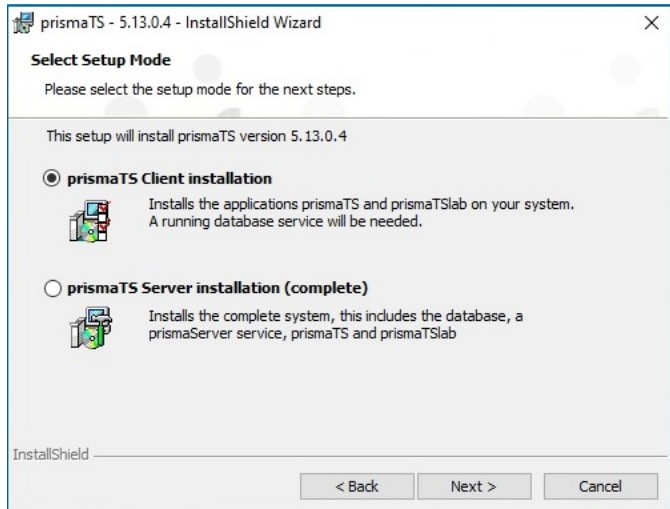 prismaTS - 5.13.0.4 - InstallShield Wizard
Select Setup Mode
Please select the setup mode for the next steps.
This setup will install prismaTS version 5.13.0.4
prismaTS Client installation
Installs the applications prismaTS and prismaTSlab on your system.
A running database service will be needed.
prismaTS Server installation (complete)
Installs the complete system, this includes the database, a
prismaServer service, prismaTS and prismaTSlab
InstallShield
< Back Next > Cancel